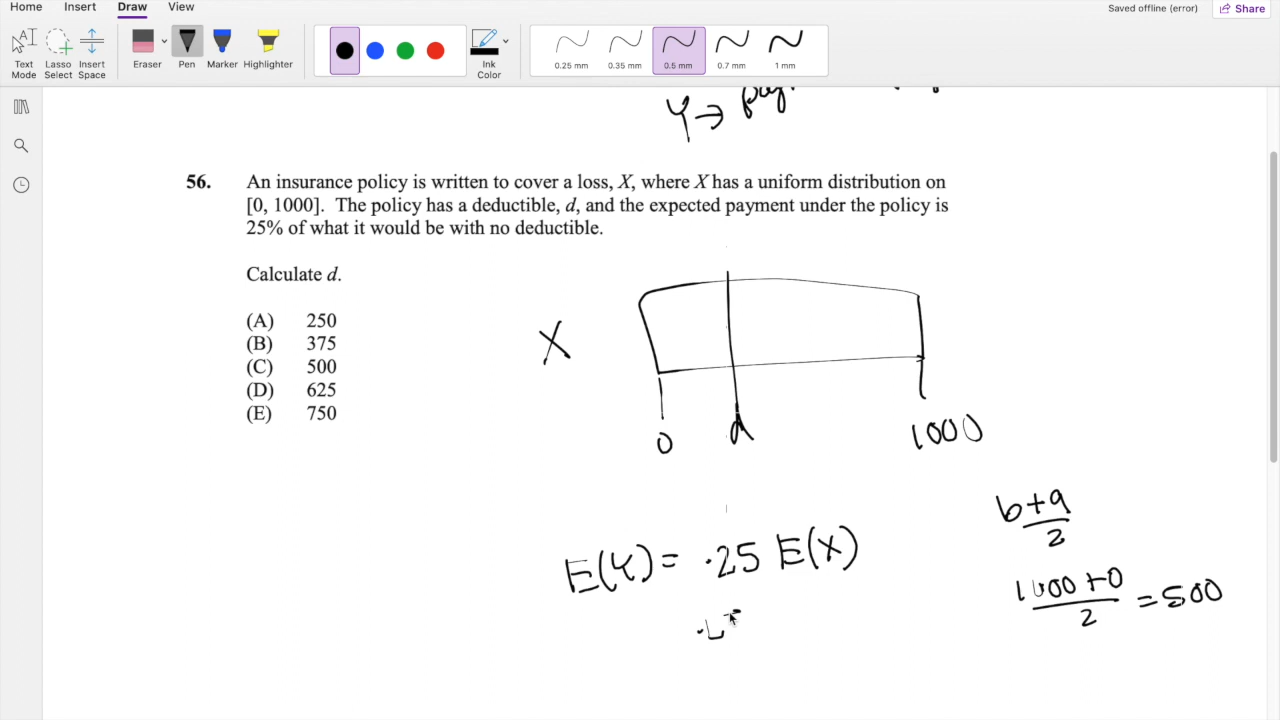 Home Insert Draw View
Saved offline (error) Share
Text Mode Lasso Select Insert Space Eraser Pen Marker Highlighter Ink Color 0.25 mm 0.35 mm 0.5 mm 0.7 mm 1 mm
Y →
56. An insurance policy is written to cover a loss, X, where X has a uniform distribution on
[0, 1000]. The policy has a deductible, d, and the expected payment under the policy is
25% of what it would be with no deductible.
Calculate d.
(A) 250
(B) 375
(C) 500
(D) 625
(E) 750
X
0 d 1000
b+a/2
E(Y) = .25 E(X)
1000+0/2 = 500